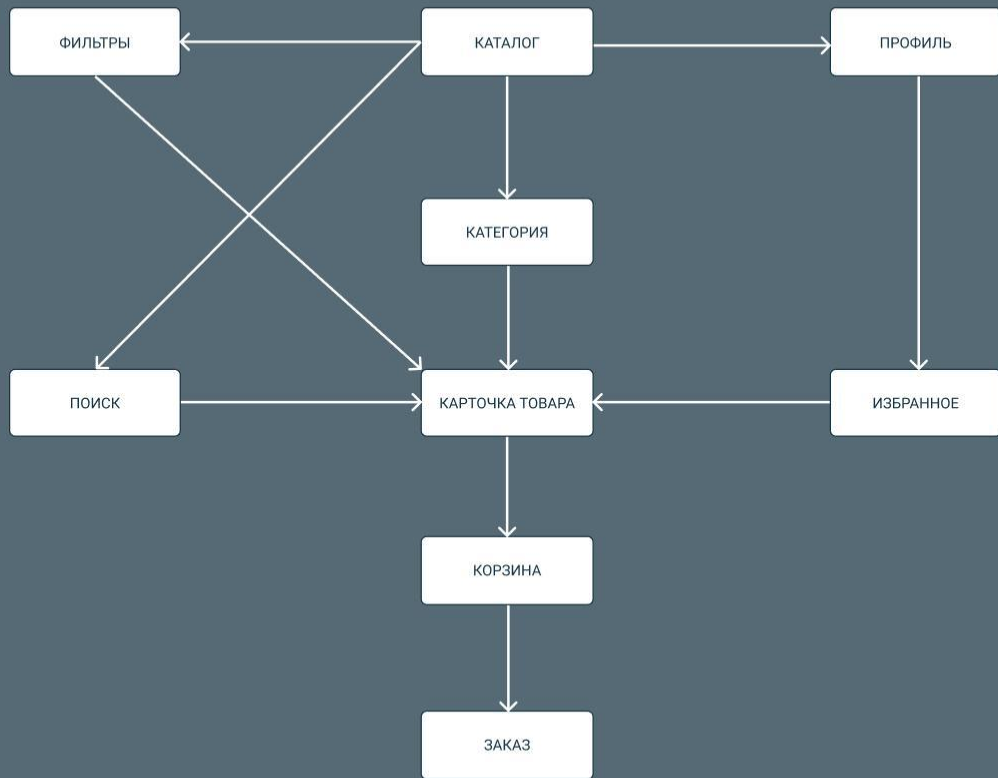 ФИЛЬТРЫ
КАТАЛОГ
ПРОФИЛЬ
КАТЕГОРИЯ
ПОИСК
КАРТОЧКА ТОВАРА
ИЗБРАННОЕ
КОРЗИНА
ЗАКАЗ